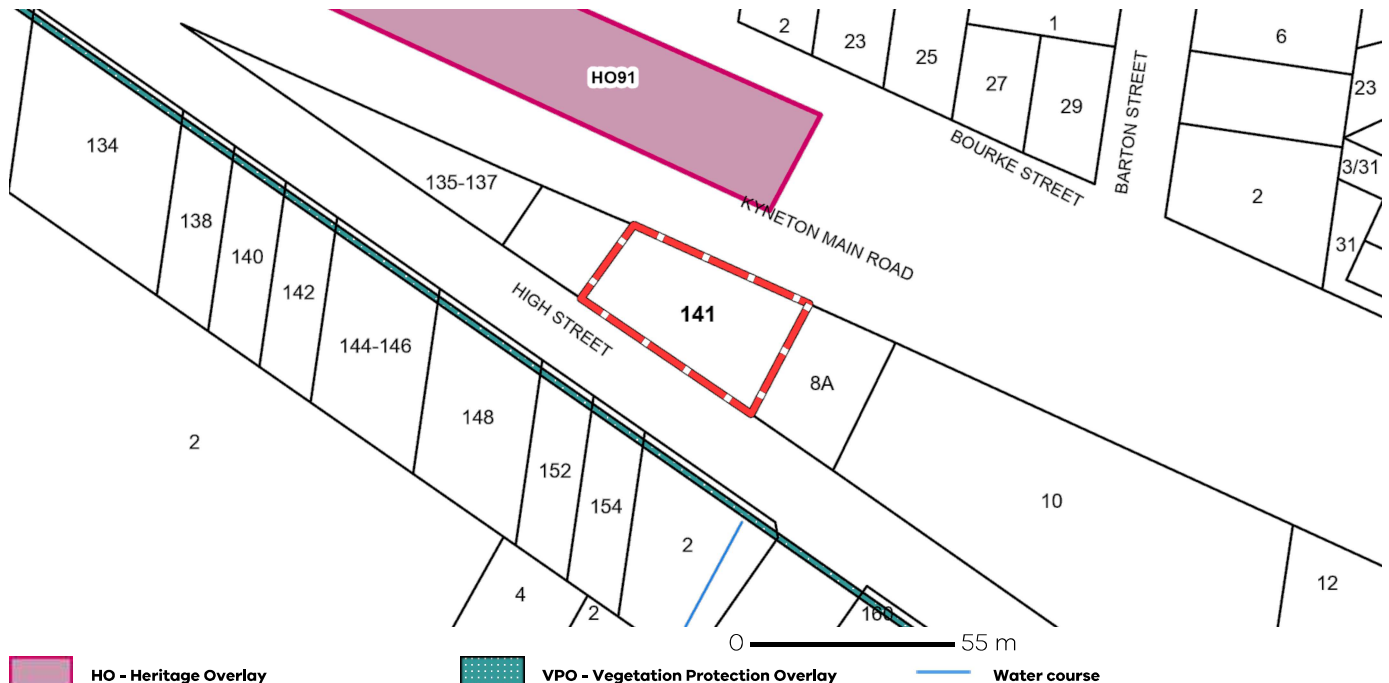 2
23
25
1
27
29
BARTON STREET
6
23
3/31
2
31
HO91
BOURKE STREET
134
138
140
142
144-146
148
152
154
2
135-137
KYNETON MAIN ROAD
HIGH STREET
141
8A
10
12
2
4
2
160
0 55 m
HO - Heritage Overlay
VPO - Vegetation Protection Overlay
Water course